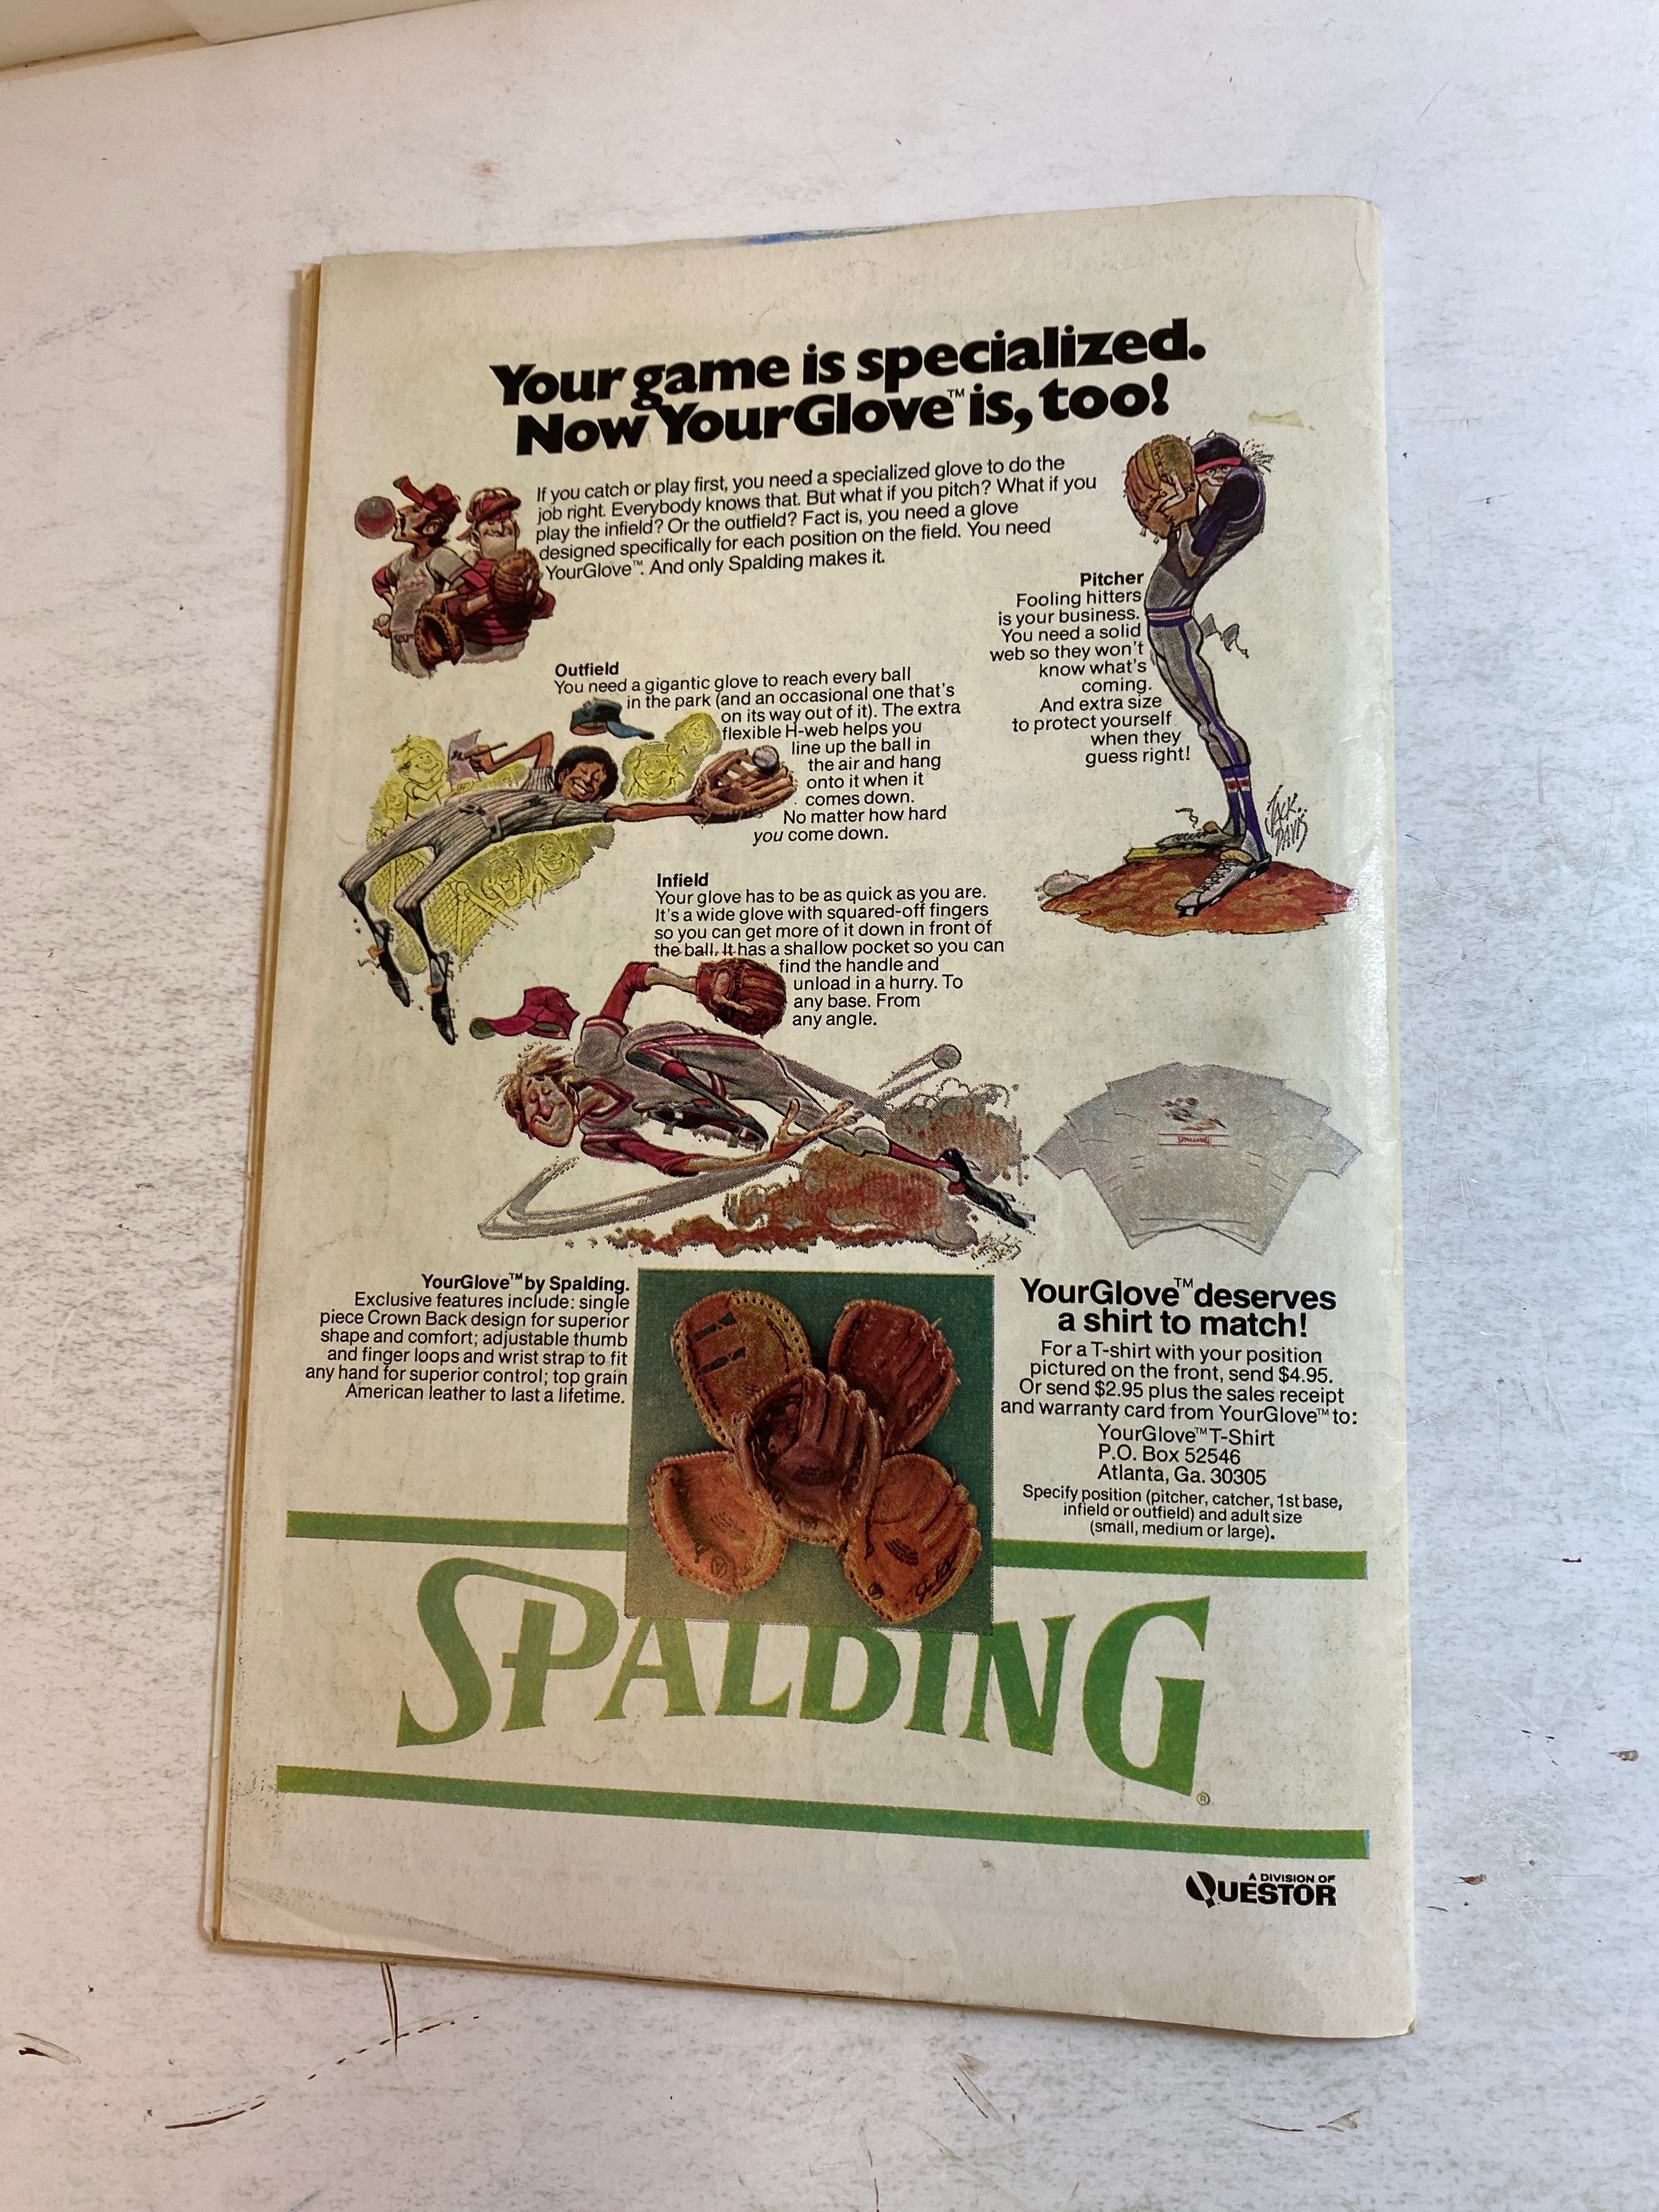 Your game is specialized.
Now YourGlove™ is, too!
If you catch or play first, you need a specialized glove to do the
job right. Everybody knows that. But what if you pitch? What if you
play the infield? Or the outfield? Fact is, you need a glove
designed specifically for each position on the field. You need
YourGlove™. And only Spalding makes it.
Pitcher
Fooling hitters
is your business.
You need a solid
web so they won't
know what's
coming.
And extra size
to protect yourself
when they
guess right!
JACK
DAVIS
Outfield
You need a gigantic glove to reach every ball
in the park (and an occasional one that's
on its way out of it). The extra
flexible H-web helps you
line up the ball in
the air and hang
onto it when it
comes down.
No matter how hard
you come down.
Infield
Your glove has to be as quick as you are.
It's a wide glove with squared-off fingers
so you can get more of it down in front of
the ball. It has a shallow pocket so you can
find the handle and
unload in a hurry. To
any base. From
any angle.
SPALDING
YourGlove™ by Spalding.
Exclusive features include: single
piece Crown Back design for superior
shape and comfort; adjustable thumb
and finger loops and wrist strap to fit
any hand for superior control; top grain
American leather to last a lifetime.
YourGlove™ deserves
a shirt to match!
For a T-shirt with your position
pictured on the front, send $4.95.
Or send $2.95 plus the sales receipt
and warranty card from YourGlove™ to:
YourGlove™ T-Shirt
P.O. Box 52546
Atlanta, Ga. 30305
Specify position (pitcher, catcher, 1st base,
infield or outfield) and adult size
(small, medium or large).
SPALDING®
A DIVISION OF
QUESTOR